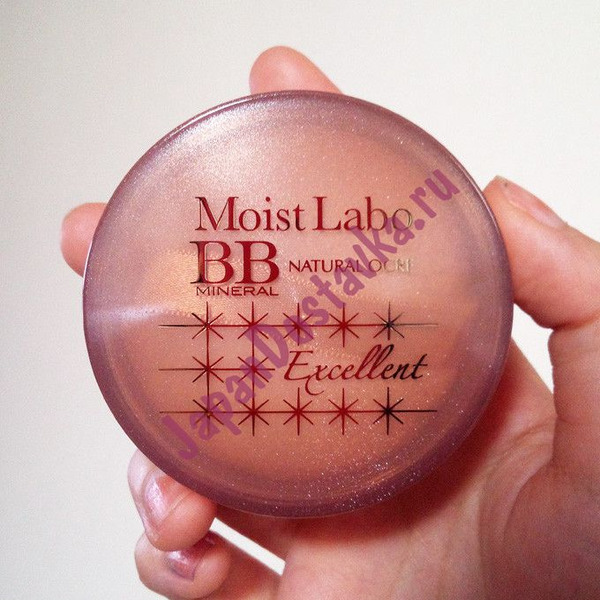 Moist Labo
BB NATURAL OCRE
MINERAL
Excellent
JapanDostavka.ru